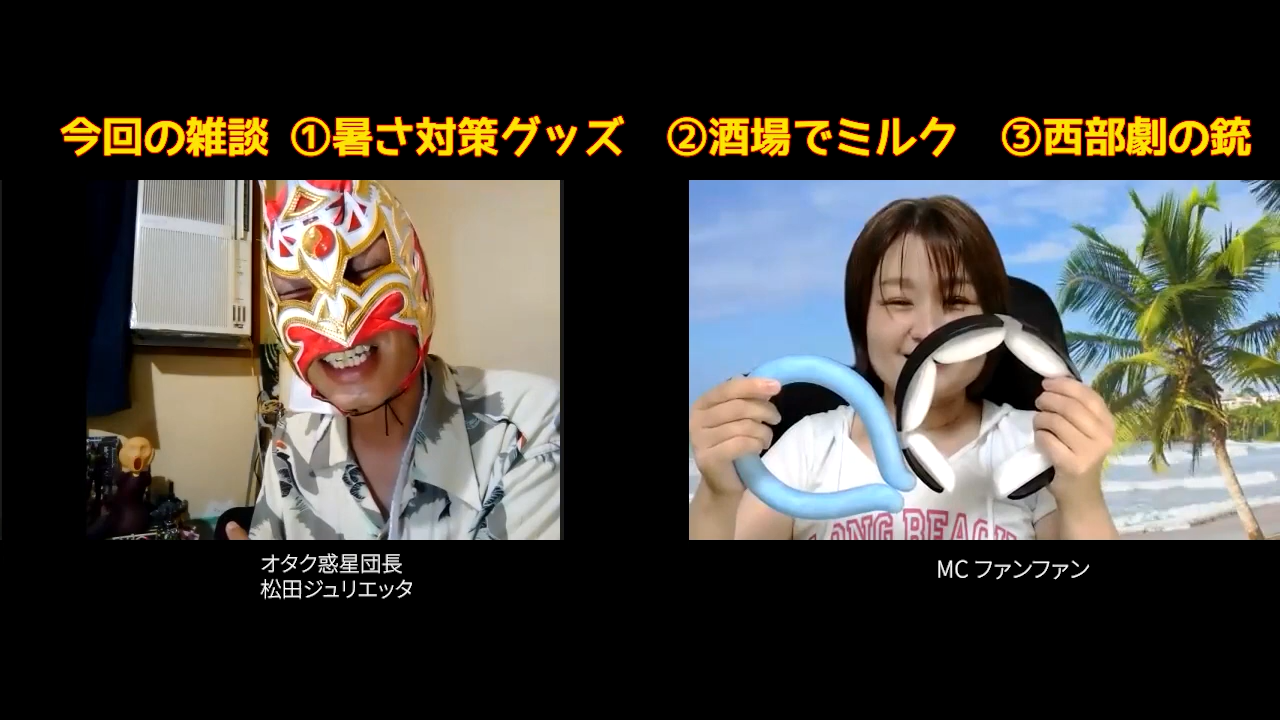 今回の雑談 ①暑さ対策グッズ ②酒場でミルク ③西部劇の銃
LONG BEACH
オタク惑星団長
松田ジュリエッタ
MC ファンファン